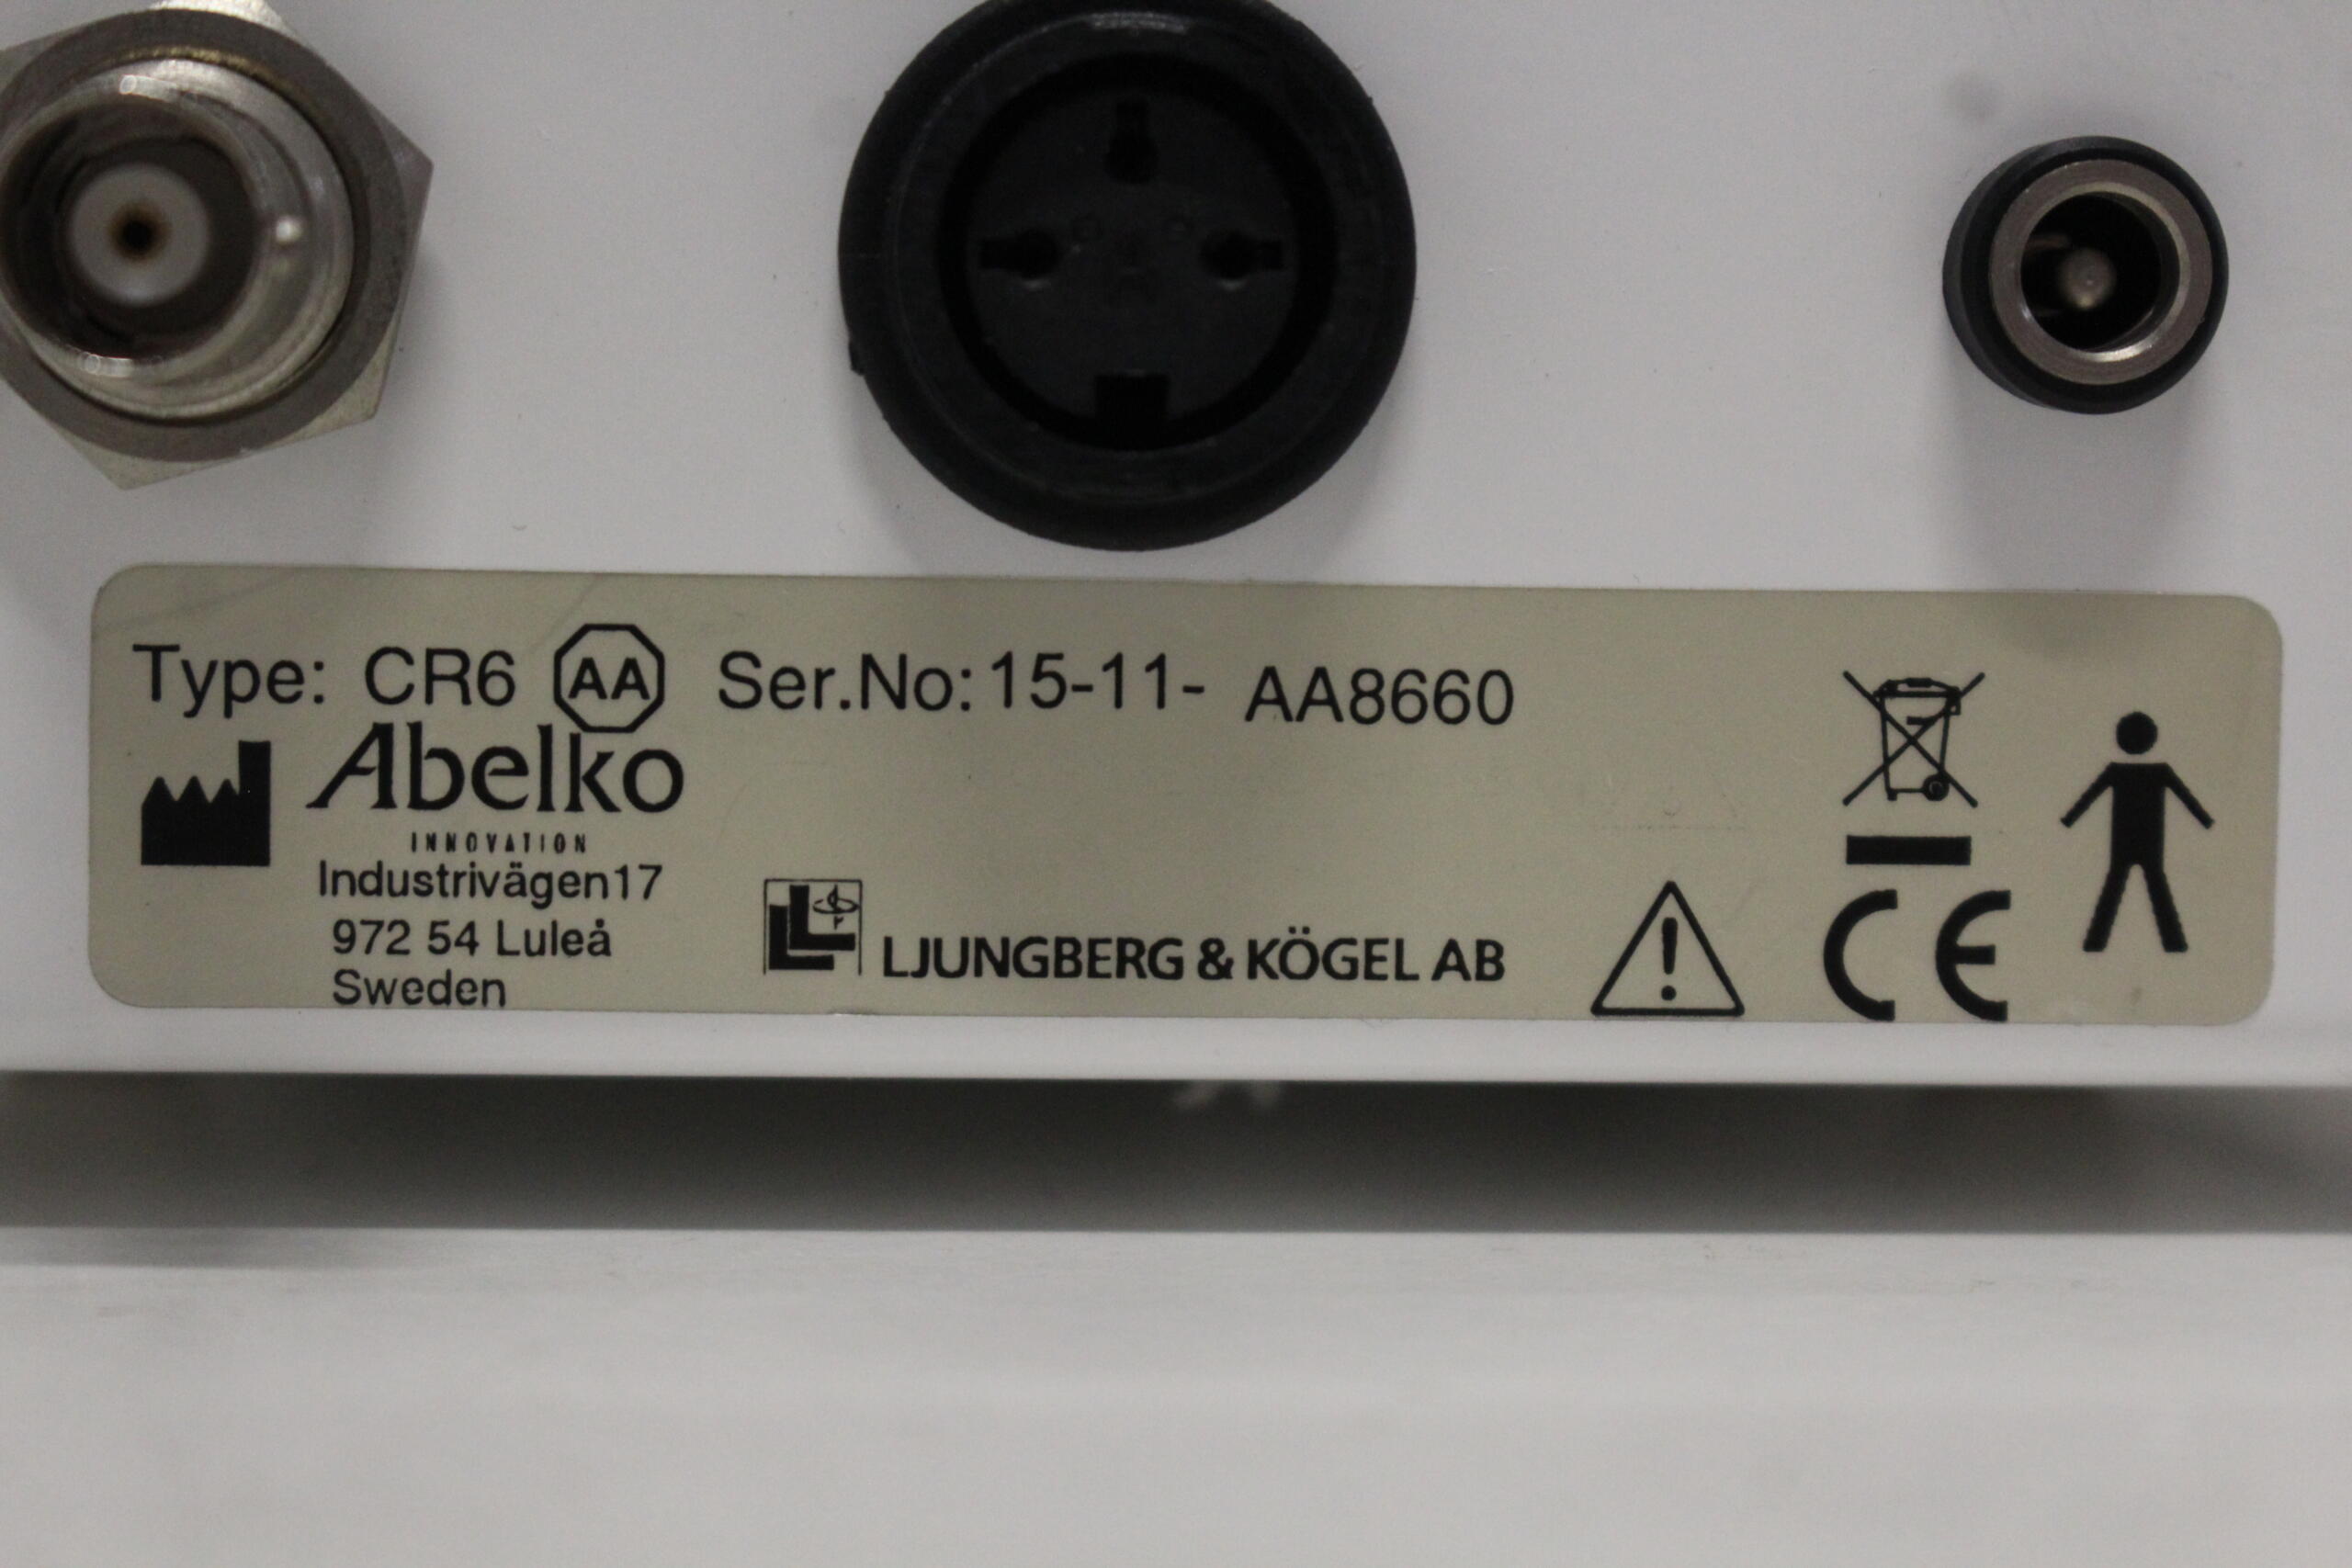 Type: CR6 AA Ser.No: 15-11- AA8660
Abelko
INNOVATION
Industrivägen17
972 54 Luleå
Sweden
LJUNGBERG & KÖGEL AB
CE